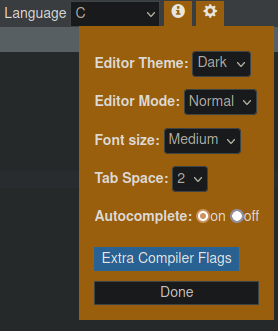 Language C
Editor Theme: Dark
Editor Mode: Normal
Font size: Medium
Tab Space: 2
Autocomplete: on off
Extra Compiler Flags
Done